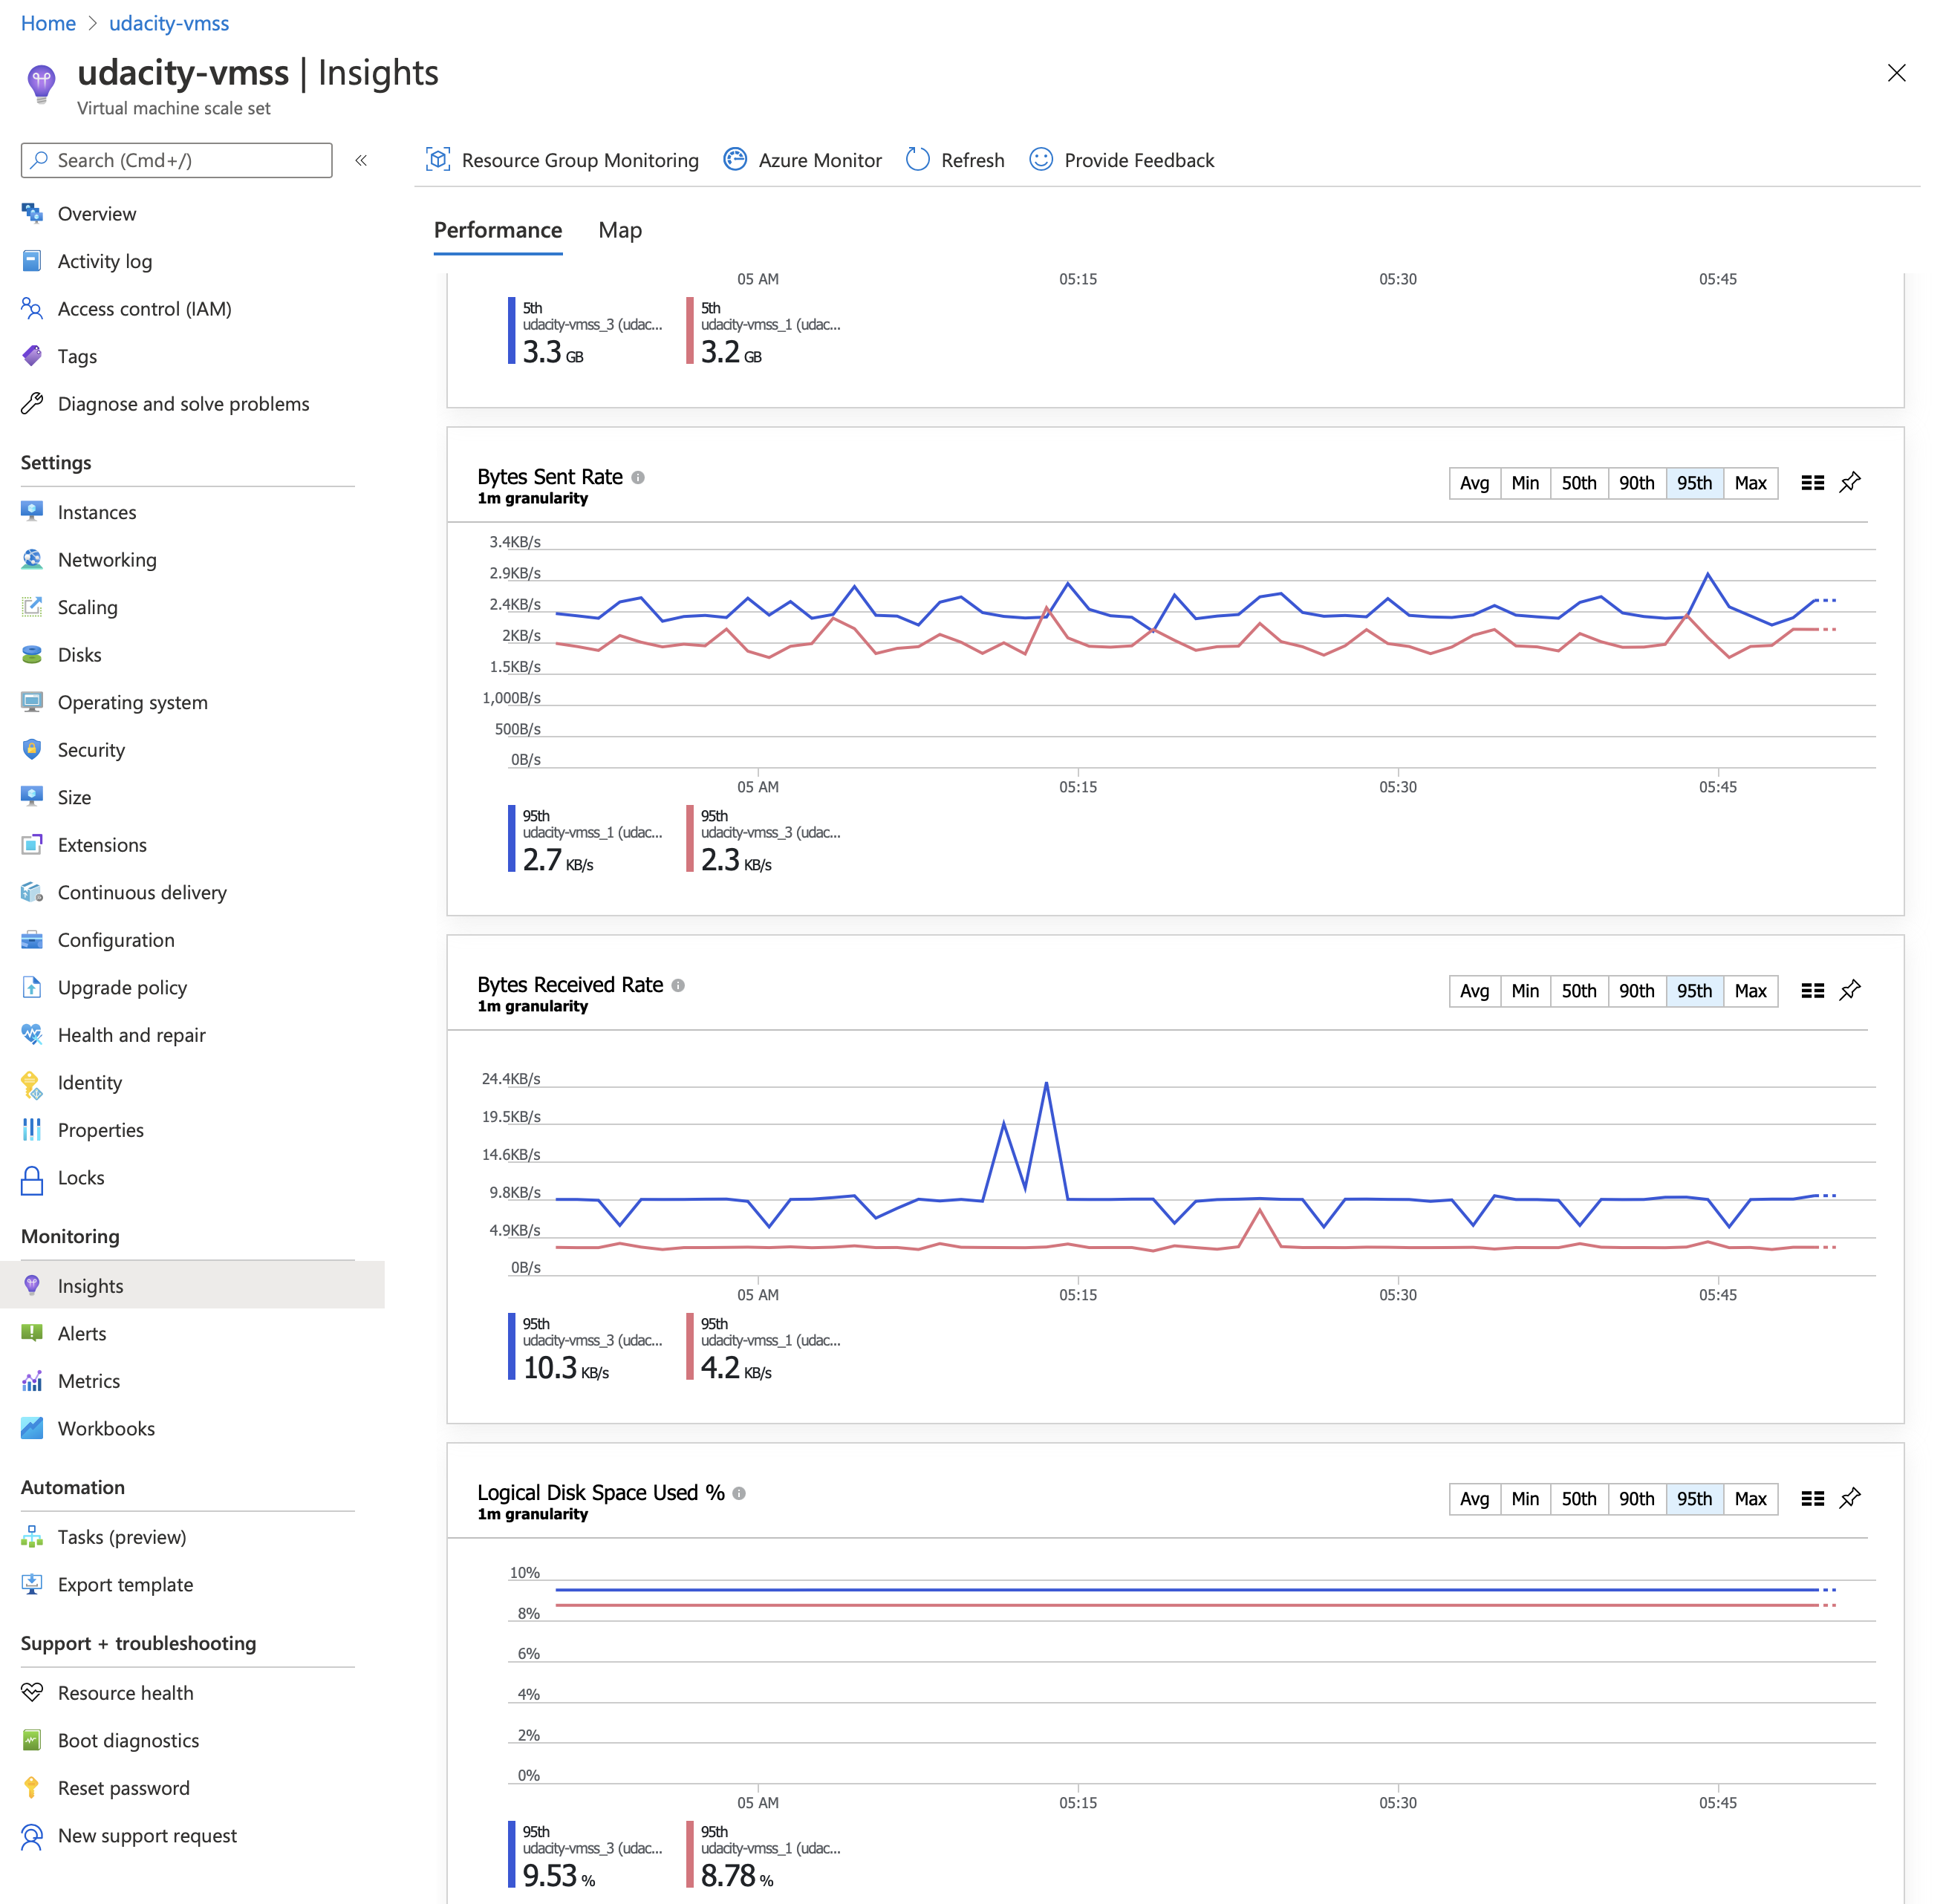 Home > udacity-vmss
udacity-vmss | Insights
Virtual machine scale set
Search (Cmd+/)
«
Overview
Activity log
Access control (IAM)
Tags
Diagnose and solve problems
Settings
Instances
Networking
Scaling
Disks
Operating system
Security
Size
Extensions
Continuous delivery
Configuration
Upgrade policy
Health and repair
Identity
Properties
Locks
Monitoring
Insights
Alerts
Metrics
Workbooks
Automation
Tasks (preview)
Export template
Support + troubleshooting
Resource health
Boot diagnostics
Reset password
New support request
Resource Group Monitoring Azure Monitor Refresh Provide Feedback
Performance Map
05 AM 05:15 05:30 05:45
5th 5th
udacity-vmss_3 (udac... udacity-vmss_1 (udac...
3.3 GB 3.2 GB
Bytes Sent Rate
1m granularity
Avg Min 50th 90th 95th Max
3.4KB/s
2.9KB/s
2.4KB/s
2KB/s
1.5KB/s
1,000B/s
500B/s
0B/s
05 AM 05:15 05:30 05:45
95th 95th
udacity-vmss_1 (udac... udacity-vmss_3 (udac...
2.7 KB/s 2.3 KB/s
Bytes Received Rate
1m granularity
Avg Min 50th 90th 95th Max
24.4KB/s
19.5KB/s
14.6KB/s
9.8KB/s
4.9KB/s
0B/s
05 AM 05:15 05:30 05:45
95th 95th
udacity-vmss_3 (udac... udacity-vmss_1 (udac...
10.3 KB/s 4.2 KB/s
Logical Disk Space Used %
1m granularity
Avg Min 50th 90th 95th Max
10%
8%
6%
4%
2%
0%
05 AM 05:15 05:30 05:45
95th 95th
udacity-vmss_3 (udac... udacity-vmss_1 (udac...
9.53 % 8.78 %